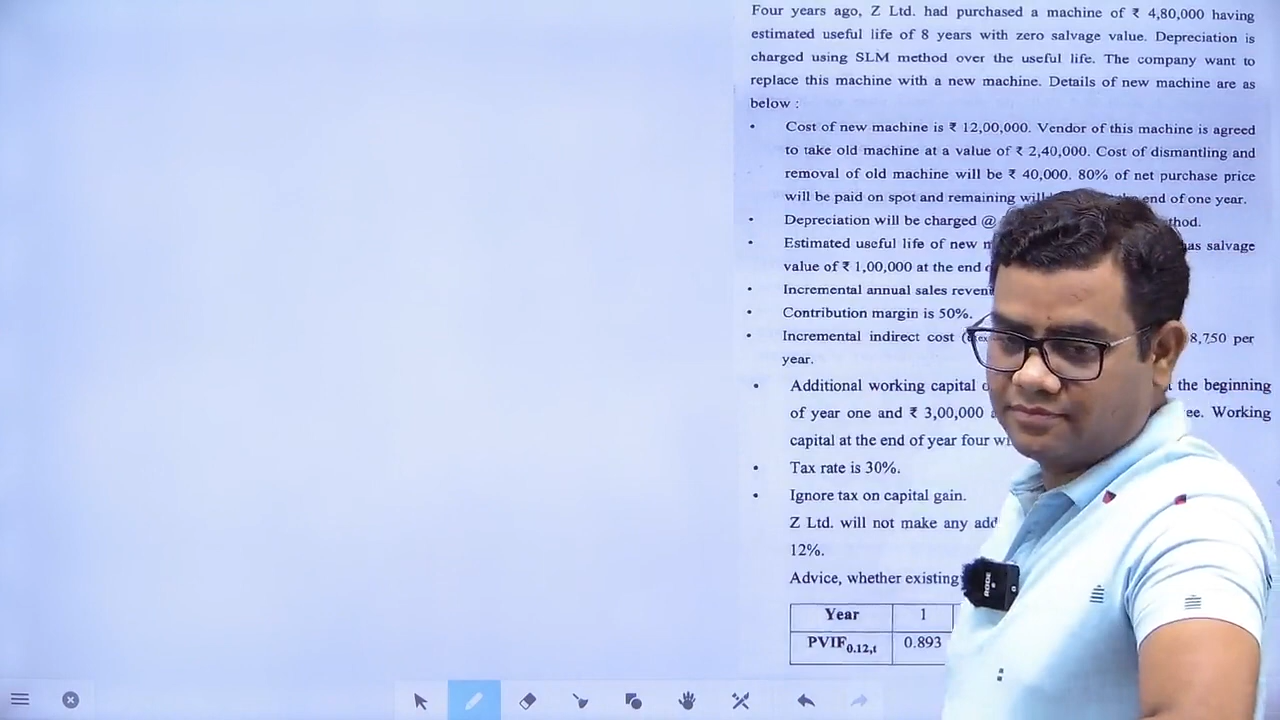 Four years ago, Z Ltd. had purchased a machine of ₹ 4,80,000 having
estimated useful life of 8 years with zero salvage value. Depreciation is
charged using SLM method over the useful life. The company want to
replace this machine with a new machine. Details of new machine are as
below :
• Cost of new machine is ₹ 12,00,000. Vendor of this machine is agreed
to take old machine at a value of ₹ 2,40,000. Cost of dismantling and
removal of old machine will be ₹ 40,000. 80% of net purchase price
will be paid on spot and remaining will end of one year.
• Depreciation will be charged @
• Estimated useful life of new has salvage
value of ₹ 1,00,000 at the end
• Incremental annual sales
• Contribution margin is 50%.
• Incremental indirect cost 8,750 per
year.
• Additional working capital the beginning
of year one and ₹ 3,00,000 Working
capital at the end of year four
• Tax rate is 30%.
• Ignore tax on capital gain.
Z Ltd. will not make any
12%.
Advice, whether existing
Year 1
PVIF0.12,t 0.893
RODE